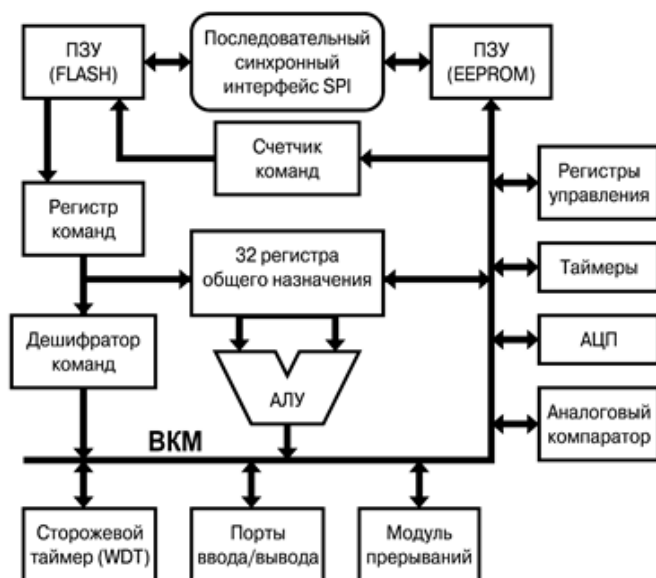 ПЗУ
(FLASH)
Последовательный
синхронный
интерфейс SPI
ПЗУ
(EEPROM)
Счетчик
команд
Регистры
управления
Регистр
команд
32 регистра
общего назначения
Таймеры
Дешифратор
команд
АЦП
АЛУ
Аналоговый
компаратор
ВКМ
Сторожевой
таймер (WDT)
Порты
ввода/вывода
Модуль
прерываний